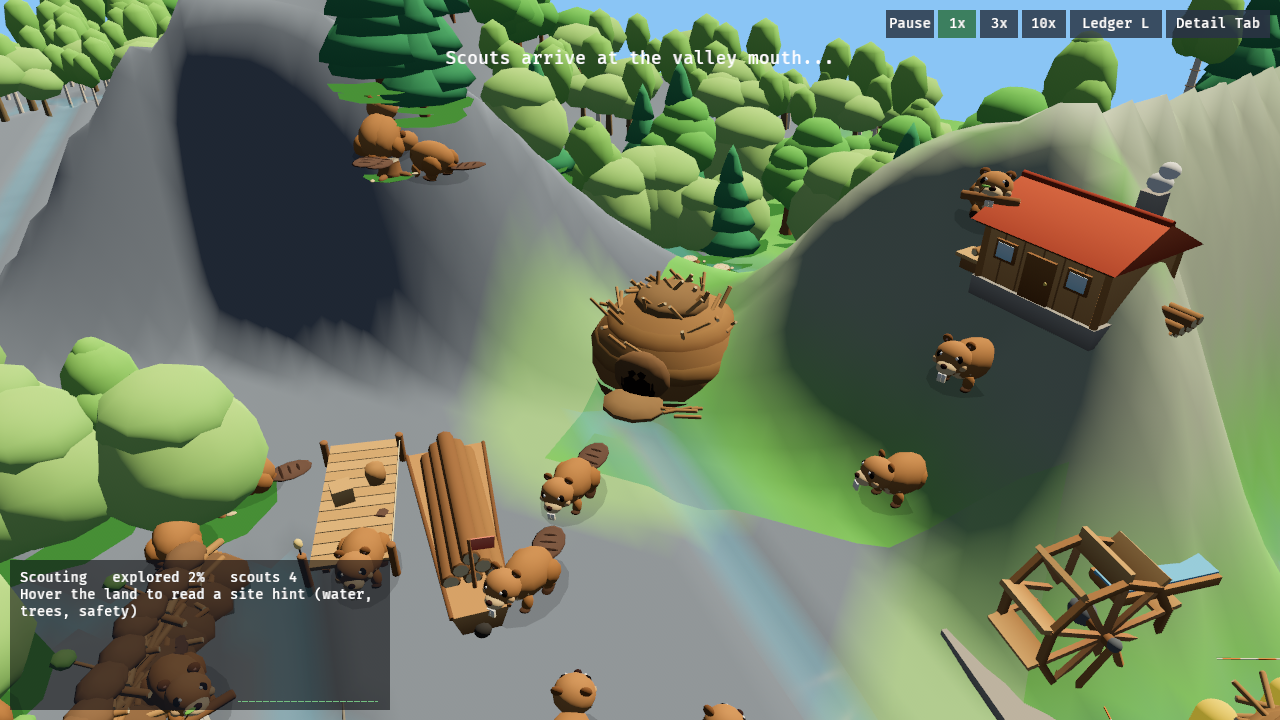 Pause 1x 3x 10x Ledger L Detail Tab
Scouts arrive at the valley mouth...
Scouting explored 2% scouts 4
Hover the land to read a site hint (water,
trees, safety)